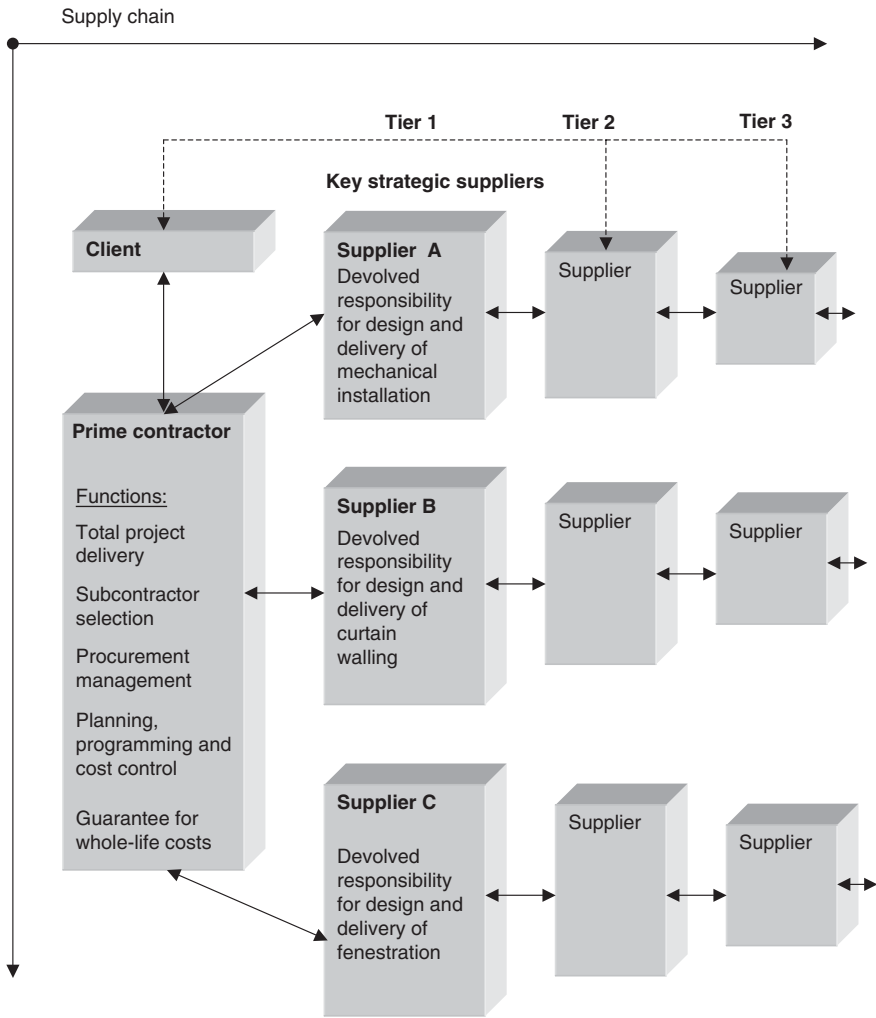 Supply chain
Tier 1
Tier 2
Tier 3
Key strategic suppliers
Client
Supplier A
Devolved
responsibility
for design and
delivery of
mechanical
installation
Supplier
Supplier
Prime contractor
Functions:
Total project
delivery
Subcontractor
selection
Procurement
management
Planning,
programming and
cost control
Guarantee for
whole-life costs
Supplier B
Devolved
responsibility
for design and
delivery of
curtain
walling
Supplier
Supplier
Supplier C
Devolved
responsibility
for design and
delivery of
fenestration
Supplier
Supplier